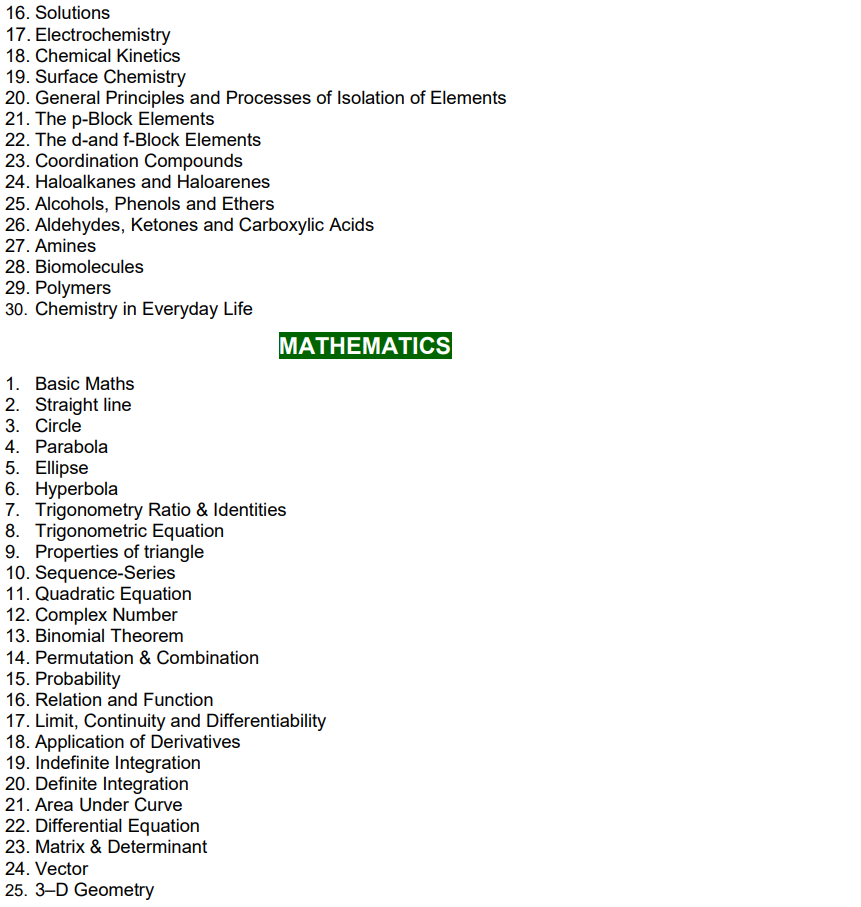 16. Solutions
17. Electrochemistry
18. Chemical Kinetics
19. Surface Chemistry
20. General Principles and Processes of Isolation of Elements
21. The p-Block Elements
22. The d-and f-Block Elements
23. Coordination Compounds
24. Haloalkanes and Haloarenes
25. Alcohols, Phenols and Ethers
26. Aldehydes, Ketones and Carboxylic Acids
27. Amines
28. Biomolecules
29. Polymers
30. Chemistry in Everyday Life
MATHEMATICS
1. Basic Maths
2. Straight line
3. Circle
4. Parabola
5. Ellipse
6. Hyperbola
7. Trigonometry Ratio & Identities
8. Trigonometric Equation
9. Properties of triangle
10. Sequence-Series
11. Quadratic Equation
12. Complex Number
13. Binomial Theorem
14. Permutation & Combination
15. Probability
16. Relation and Function
17. Limit, Continuity and Differentiability
18. Application of Derivatives
19. Indefinite Integration
20. Definite Integration
21. Area Under Curve
22. Differential Equation
23. Matrix & Determinant
24. Vector
25. 3–D Geometry